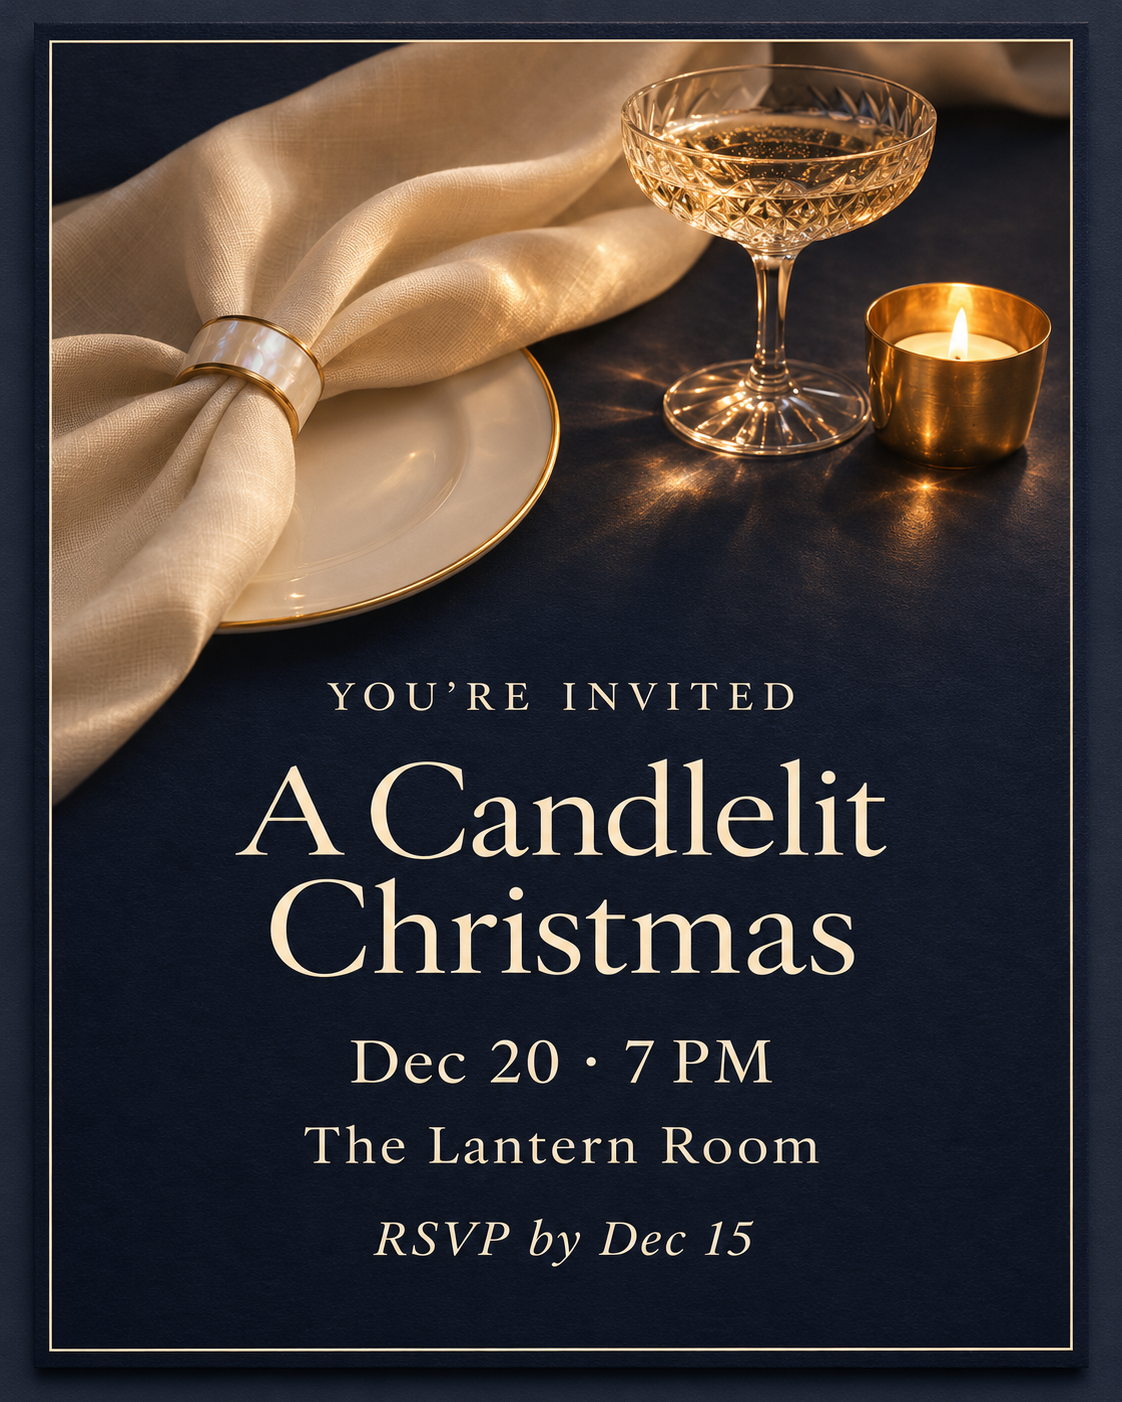 YOU’RE INVITED
A Candlelit
Christmas
Dec 20 · 7 PM
The Lantern Room
RSVP by Dec 15